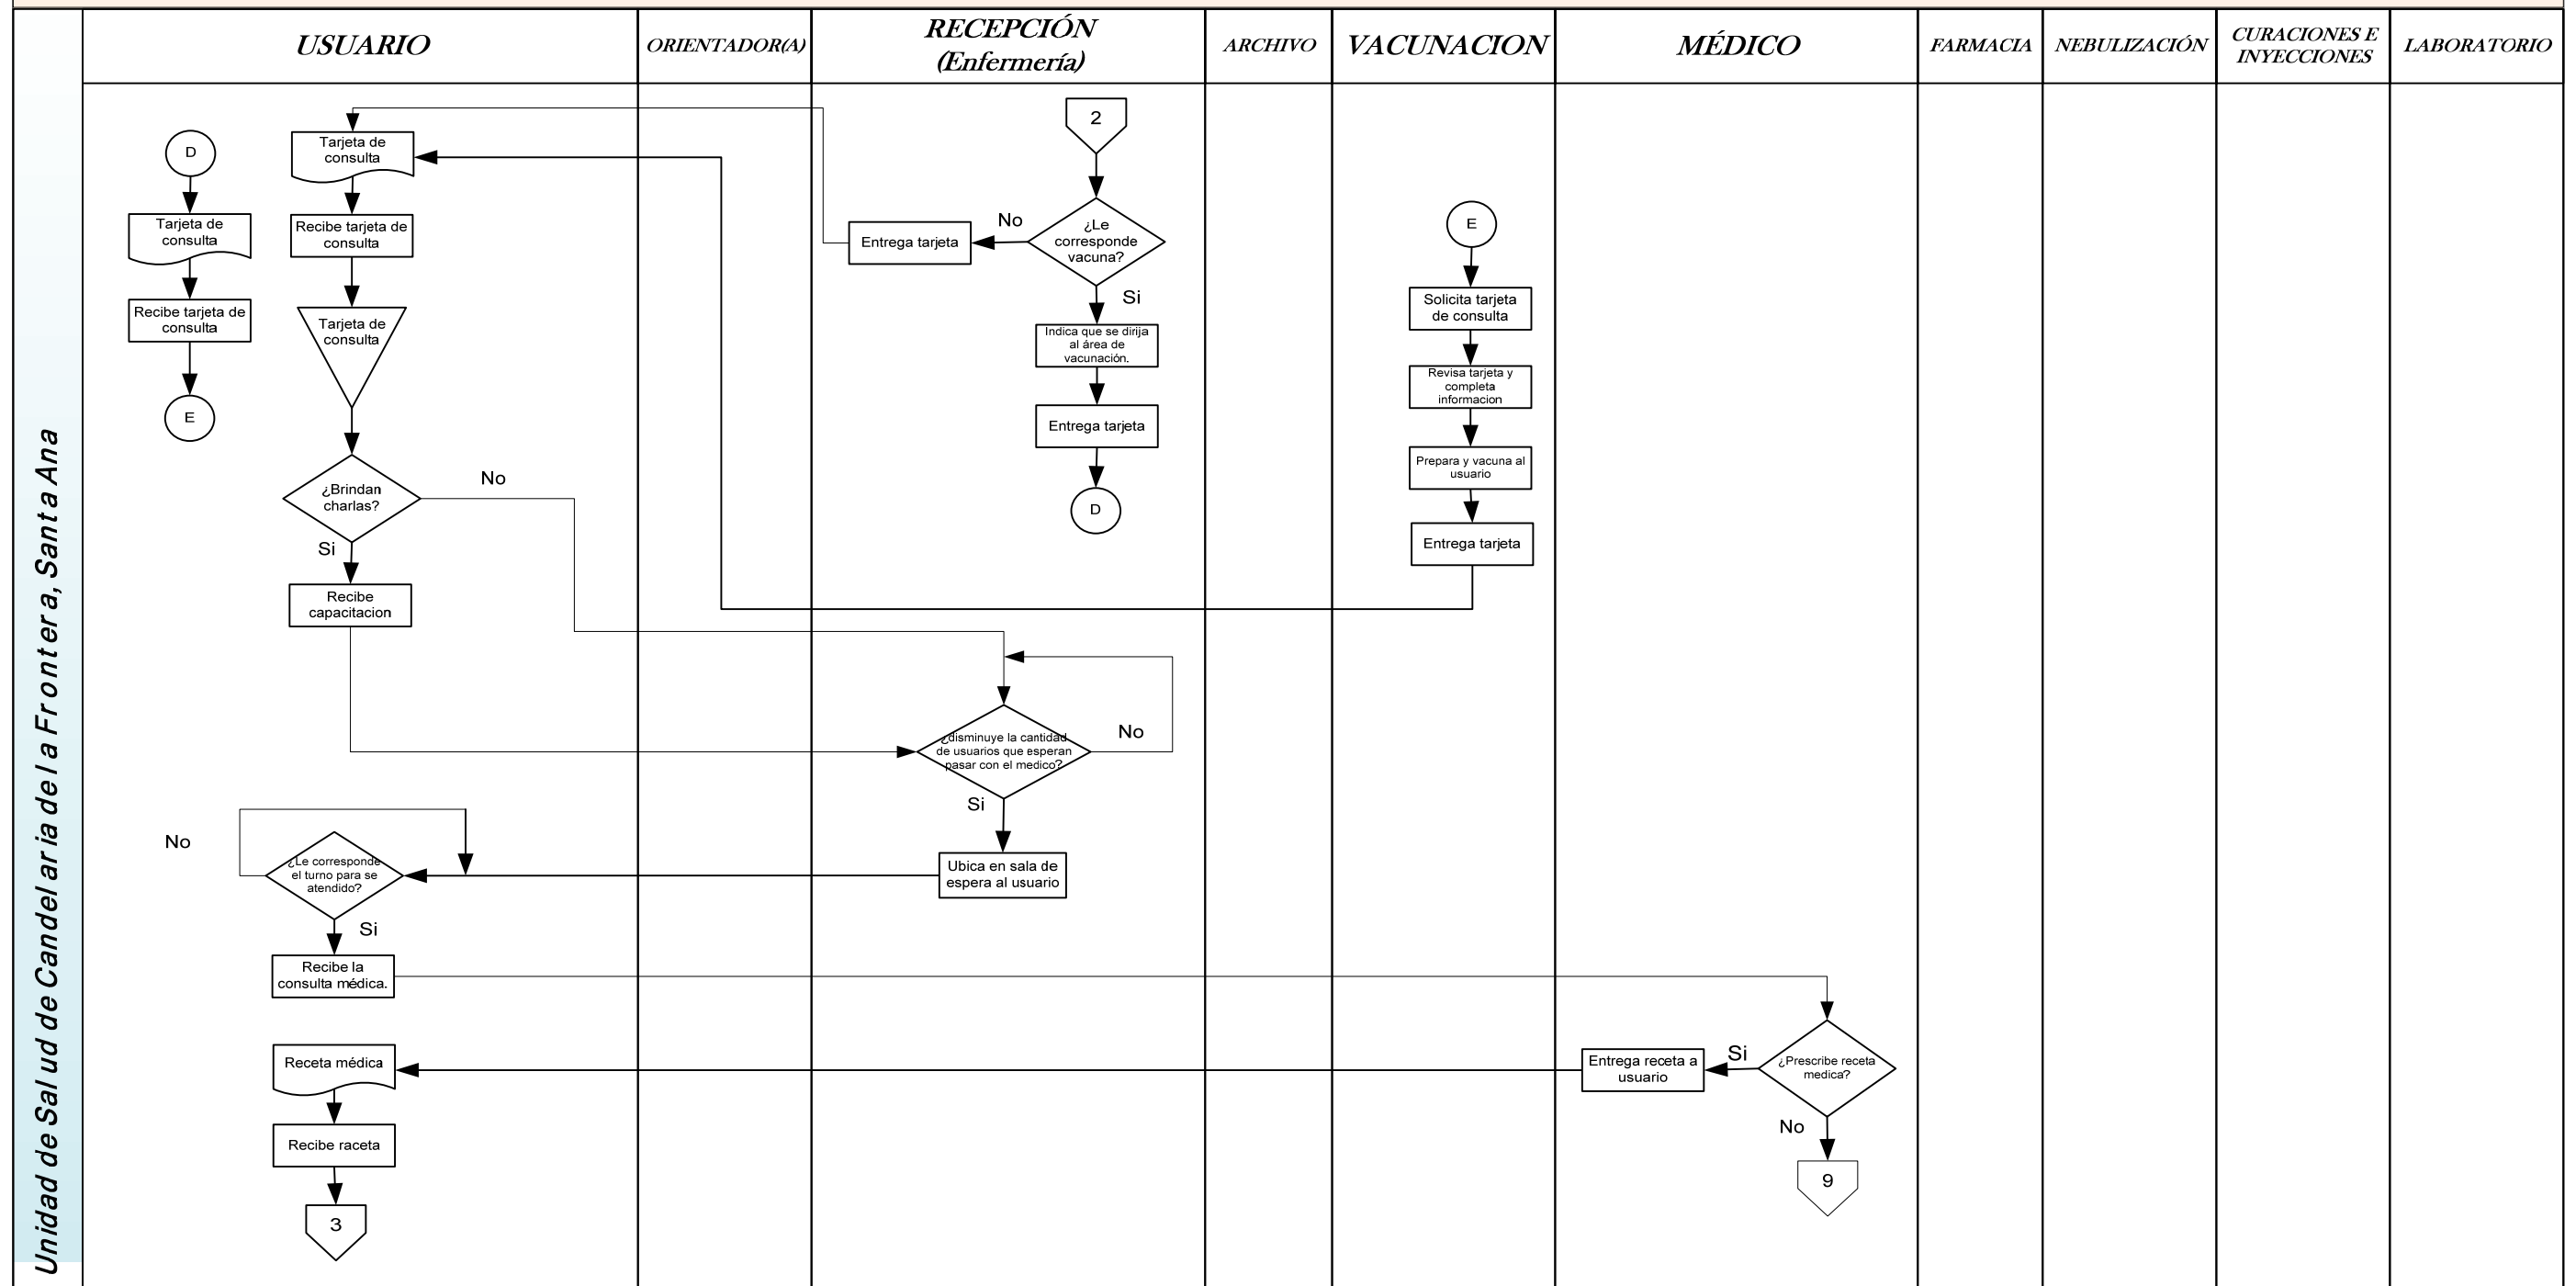 USUARIO
ORIENTADOR(A)
RECEPCIÓN
(Enfermería)
ARCHIVO
VACUNACION
MÉDICO
FARMACIA
NEBULIZACIÓN
CURACIONES E
INYECCIONES
LABORATORIO
Unidad de Salud de Candelaria de la Frontera, Santa Ana
D
Tarjeta de
consulta
Recibe tarjeta de
consulta
E
Tarjeta de
consulta
Recibe tarjeta de
consulta
Tarjeta de
consulta
¿Brindan
charlas?
No
Si
Recibe
capacitacion
2
¿Le
corresponde
vacuna?
No
Entrega tarjeta
Si
Indica que se dirija
al área de
vacunación.
Entrega tarjeta
D
E
Solicita tarjeta
de consulta
Revisa tarjeta y
completa
informacion
Prepara y vacuna al
usuario
Entrega tarjeta
¿disminuye la cantidad
de usuarios que esperan
pasar con el medico?
No
Si
Ubica en sala de
espera al usuario
No
¿Le corresponde
el turno para se
atendido?
Si
Recibe la
consulta médica.
¿Prescribe receta
medica?
Si
Entrega receta a
usuario
No
9
Receta médica
Recibe raceta
3